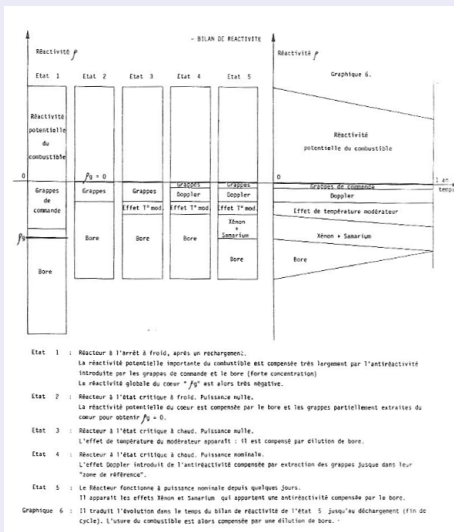 - BILAN DE REACTIVITE
Réactivité ρ
Réactivité ρ
Etat 1
Etat 2
Etat 3
Etat 4
Etat 5
Graphique 6.
Réactivité
potentielle
du
combustible
Réactivité
potentielle du combustible
0
ρg = 0
0
1 an
temps
Grappes
de
commande
Grappes
Grappes
Grappes
Grappes
Grappes de commande
Doppler
Doppler
Doppler
Effet T° mod.
Effet T° mod.
Effet T° mod.
Effet de température modérateur
ρg
Xénon
+
Samarium
Xénon + Samarium
Bore
Bore
Bore
Bore
Bore
Bore
Etat 1 : Réacteur à l'arrêt à froid, après un rechargement.
La réactivité potentielle importante du combustible est compensée très largement par l'antiréactivité
introduite par les grappes de commande et le bore (forte concentration)
La réactivité globale du coeur "ρg" est alors très négative.
Etat 2 : Réacteur à l'état critique à froid. Puissance nulle.
La réactivité potentielle du coeur est compensée par le bore et les grappes partiellement extraites du
coeur pour obtenir ρg = 0.
Etat 3 : Réacteur à l'état critique à chaud. Puissance nulle.
L'effet de température du modérateur apparaît : il est compensé par dilution de bore.
Etat 4 : Réacteur à l'état critique à chaud. Puissance nominale.
L'effet Doppler introduit de l'antiréactivité compensée par extraction des grappes jusque dans leur
"zone de référence".
Etat 5 : Le Réacteur fonctionne à puissance nominale depuis quelques jours.
Il apparaît les effets Xénon et Samarium qui apportent une antiréactivité compensée par le bore.
Graphique 6 : Il traduit l'évolution dans le temps du bilan de réactivité de l'état 5 jusqu'au déchargement (fin de
cycle). L'usure du combustible est alors compensée par une dilution de bore. -